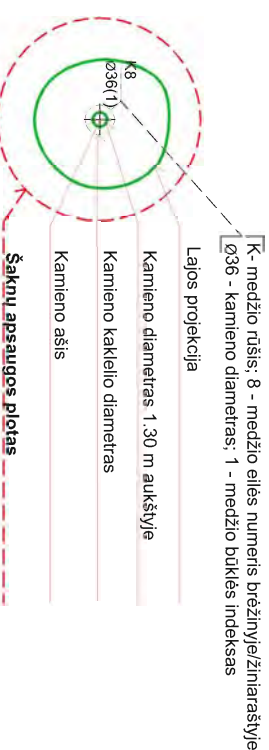 K- medžio rūšis; 8 - medžio eilės numeris brėžinyje/žiniaraštyje
ø36 - kamieno diametras; 1 - medžio būklės indeksas
K8
ø36(1)
Lajos projekcija
Kamieno diametras 1.30 m aukštyje
Kamieno kaklelio diametras
Kamieno ašis
Šaknų apsaugos plotas